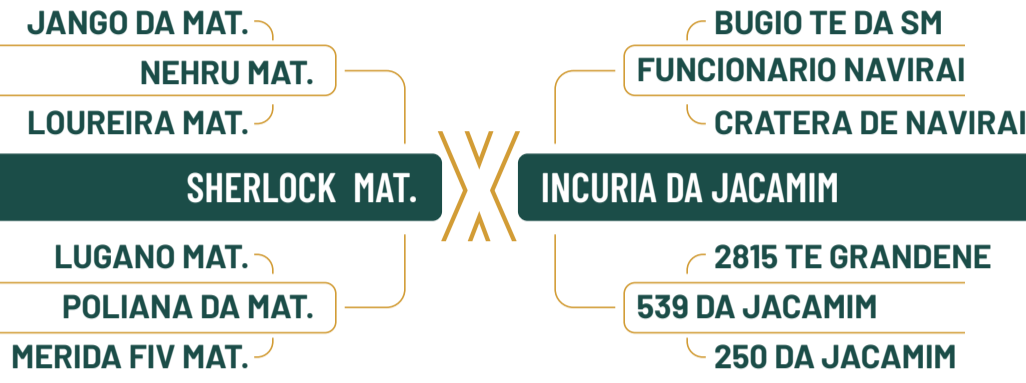 JANGO DA MAT.
NEHRU MAT.
LOUREIRA MAT.
SHERLOCK MAT.
LUGANO MAT.
POLIANA DA MAT.
MERIDA FIV MAT.
X
BUGIO TE DA SM
FUNCIONARIO NAVIRAI
CRATERA DE NAVIRAI
INCURIA DA JACAMIM
2815 TE GRANDENE
539 DA JACAMIM
250 DA JACAMIM